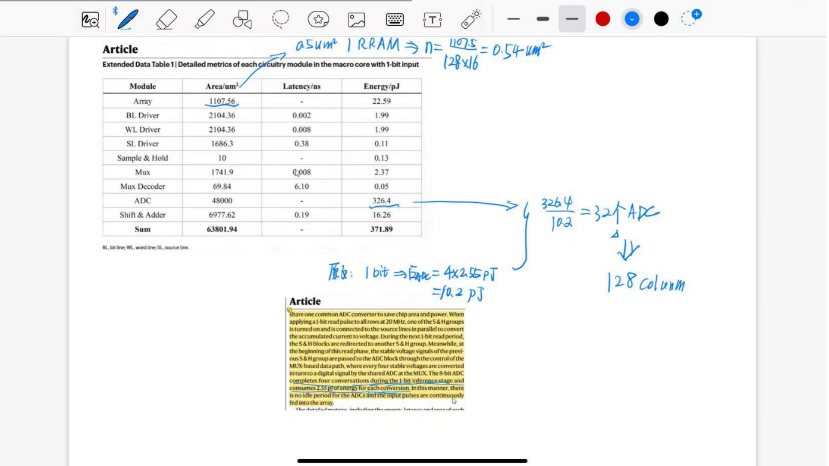 Article
a5um² 1 RRAM ⇒ n = 1107.5 / 128×16 = 0.54 um²
Extended Data Table 1 | Detailed metrics of each circuitry module in the macro core with 1-bit input
Module Area/um² Latency/ns Energy/pJ
Array 1107.56 - 22.59
BL Driver 2104.36 0.002 1.99
WL Driver 2104.36 0.008 1.99
SL Driver 1686.3 0.38 0.11
Sample & Hold 10 - 0.13
Mux 1741.9 0.008 2.37
Mux Decoder 69.84 6.10 0.05
ADC 48000 - 326.4
Shift & Adder 6977.62 0.19 16.26
Sum 63801.94 - 371.89
BL, bit line; WL, word line; SL, source line.
326.4 / 10.2 = 32个 ADC
128 column
原文: 1 bit ⇒ EADC = 4×2.55 pJ
= 10.2 pJ
Article
share one common ADC converter to save chip area and power. When
applying a 1-bit read pulse to all rows at 20 MHz, one of the S&H groups
is turned on and is connected to the source lines in parallel to convert
the accumulated current to voltage. During the next 1-bit read period,
the S&H blocks are redirected to another S&H group. Meanwhile, at
the beginning of this read phase, the stable voltage signals of the previ-
ous S&H group are passed to the ADC block through the control of the
MUX-based data path, where every four stable voltages are converted
in turn to a digital signal by the shared ADC at the MUX. The 8-bit ADC
completes four conversations during the 1-bit inference stage and
consumes 2.55 pJ of energy for each conversion. In this manner, there
is no idle period for the ADCs and the input pulses are continuously
fed into the array.
The detailed metrics, including the energy, latency and area of each